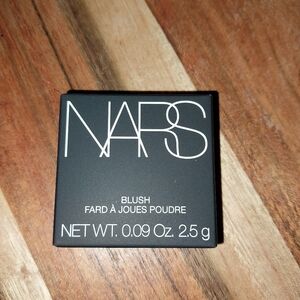 NARS
BLUSH
FARD À JOUES POUDRE
NET WT. 0.09 Oz. 2.5 g